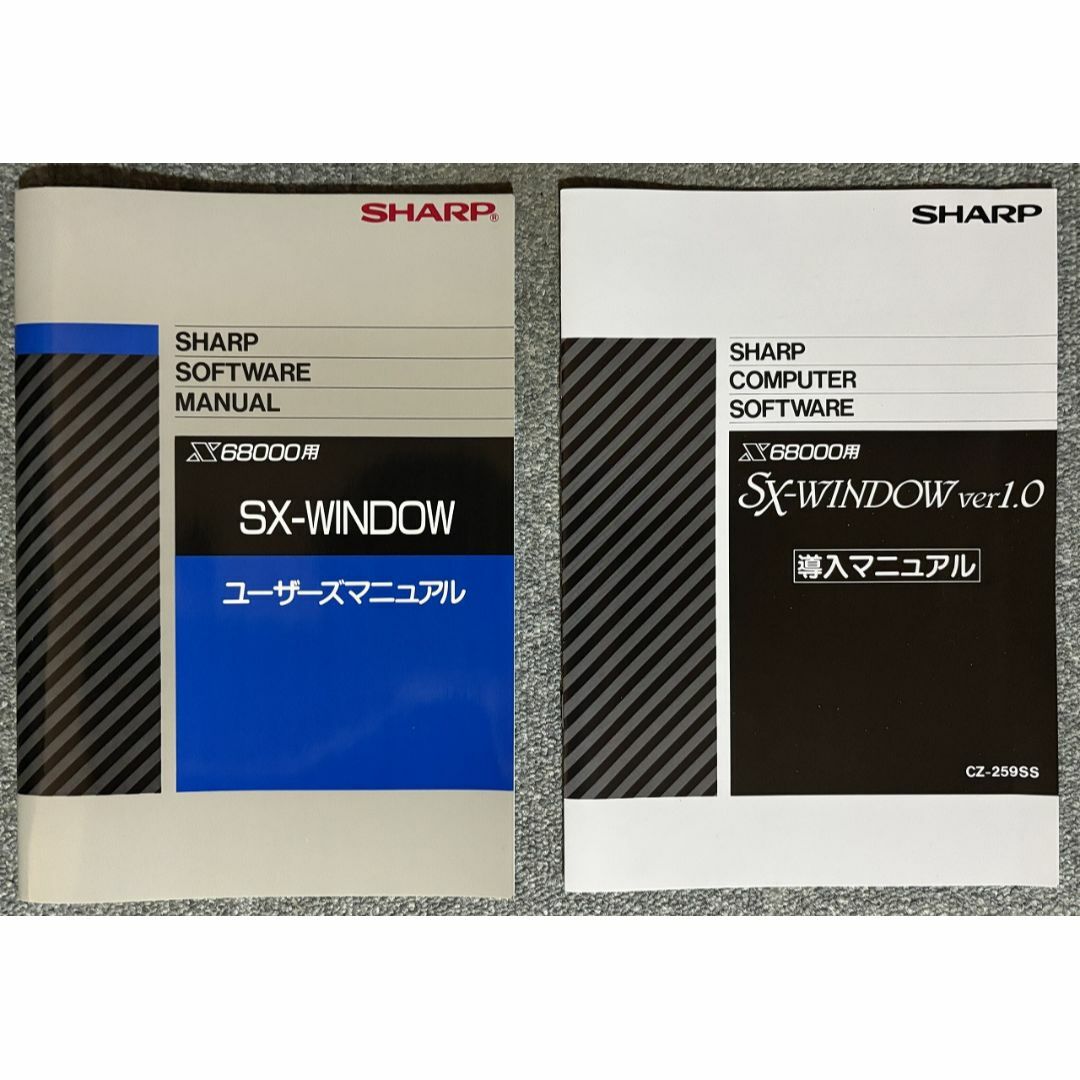 SHARP®
SHARP
SOFTWARE
MANUAL
X68000用
SX-WINDOW
ユーザーズマニュアル
SHARP
SHARP
COMPUTER
SOFTWARE
X68000用
SX-WINDOW ver1.0
導入マニュアル
CZ-259SS